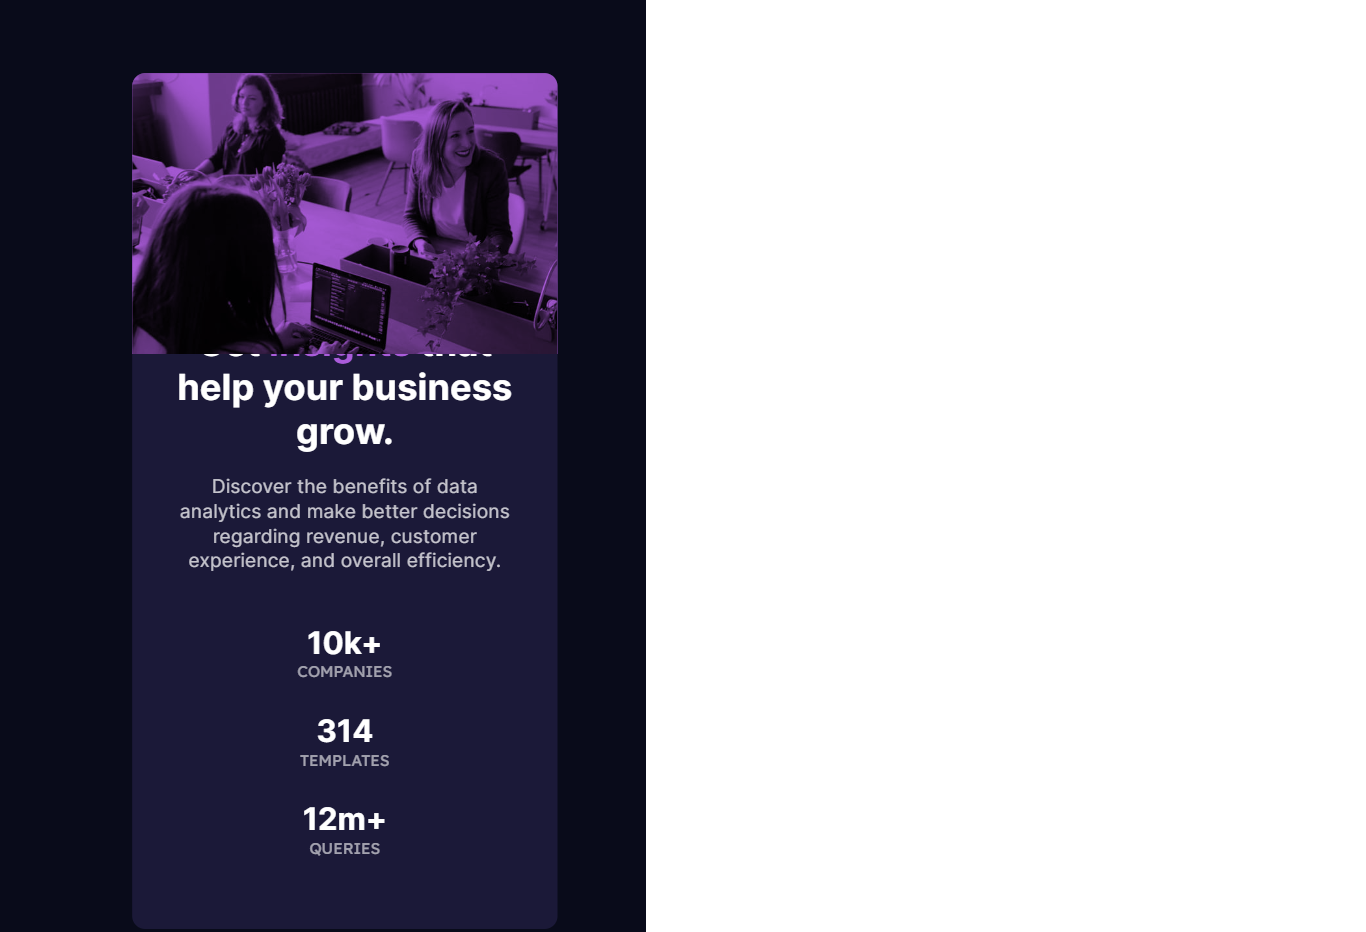 help your business
grow.
Discover the benefits of data
analytics and make better decisions
regarding revenue, customer
experience, and overall efficiency.
10k+
COMPANIES
314
TEMPLATES
12m+
QUERIES